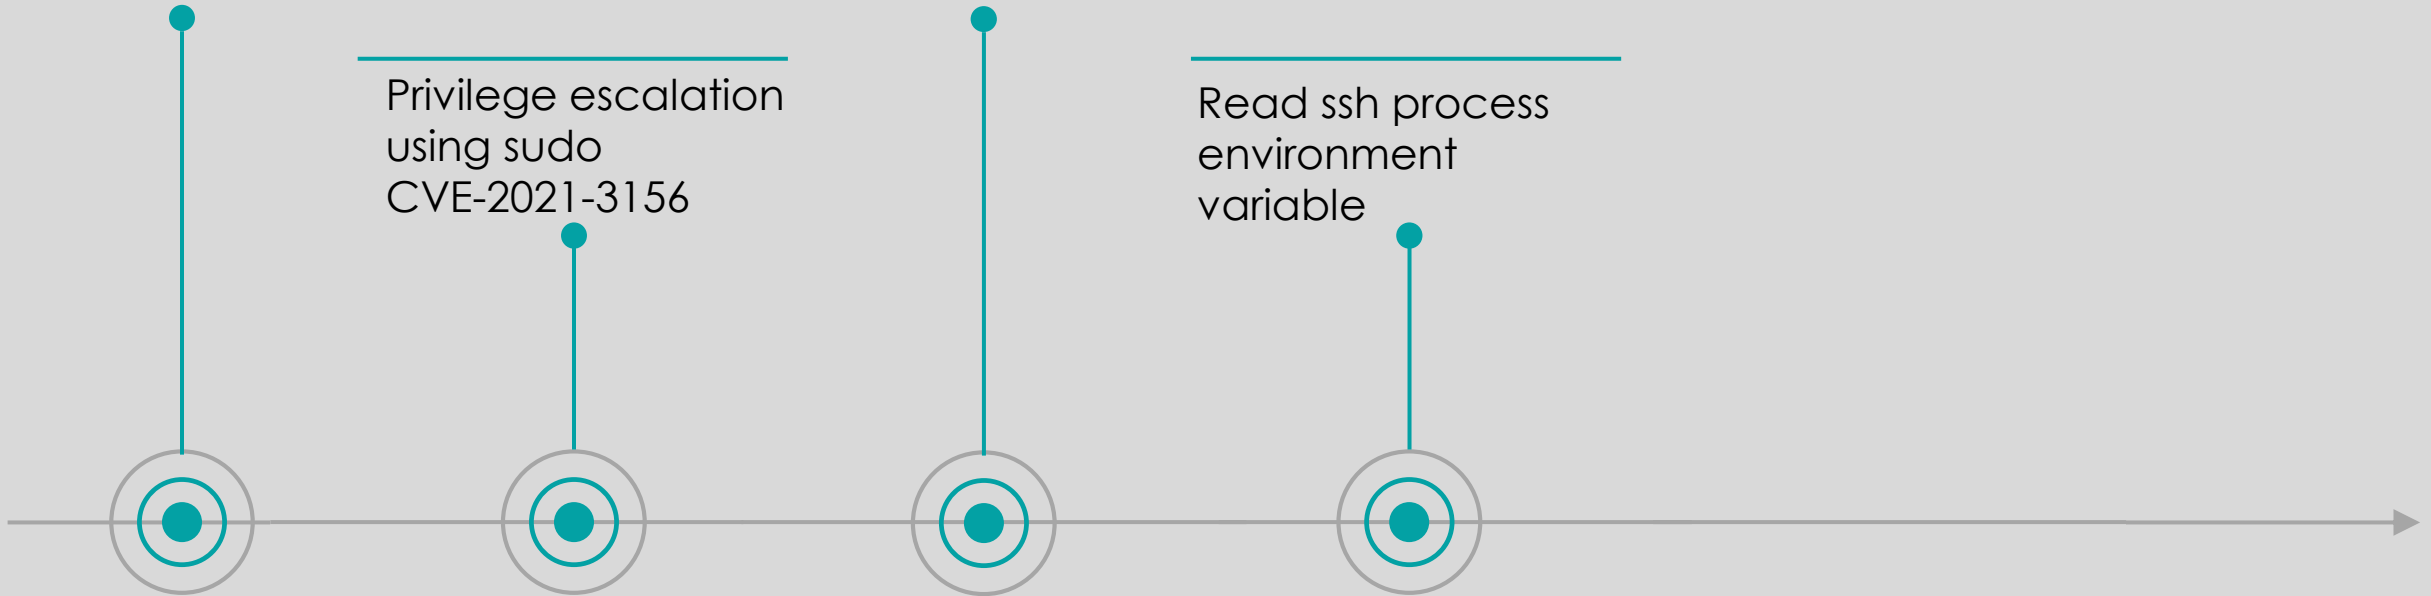 Privilege escalation
using sudo
CVE-2021-3156
Read ssh process
environment
variable